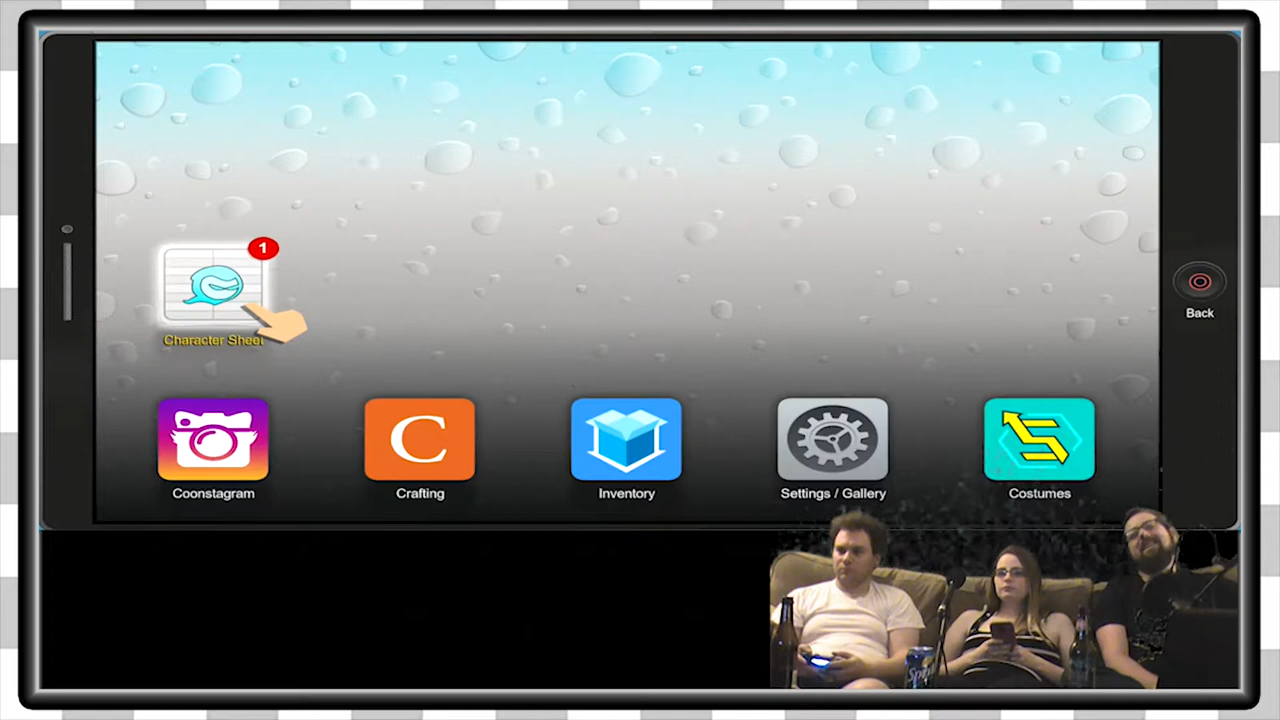 1
Character Sheet
Back
C
Coonstagram
Crafting
Inventory
Settings / Gallery
Costumes